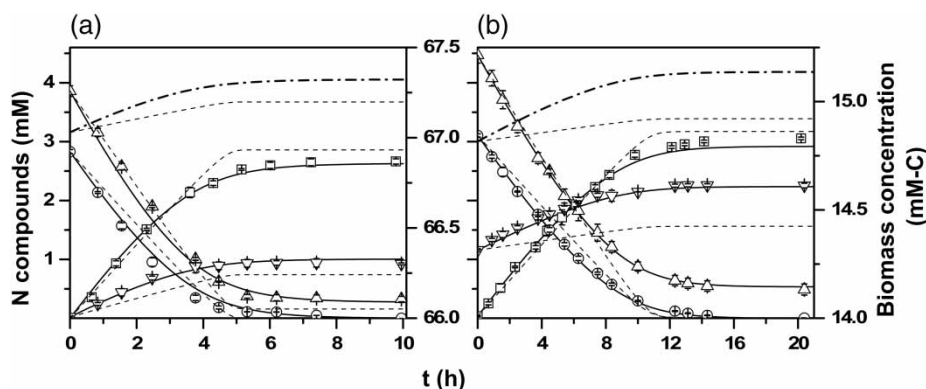 (a)
(b)
N compounds (mM)
4
3
2
1
0 2 4 6 8 10
67.5
67.0
66.5
66.0
0 4 8 12 16 20
15.0
14.5
14.0
Biomass concentration
(mM-C)
t (h)